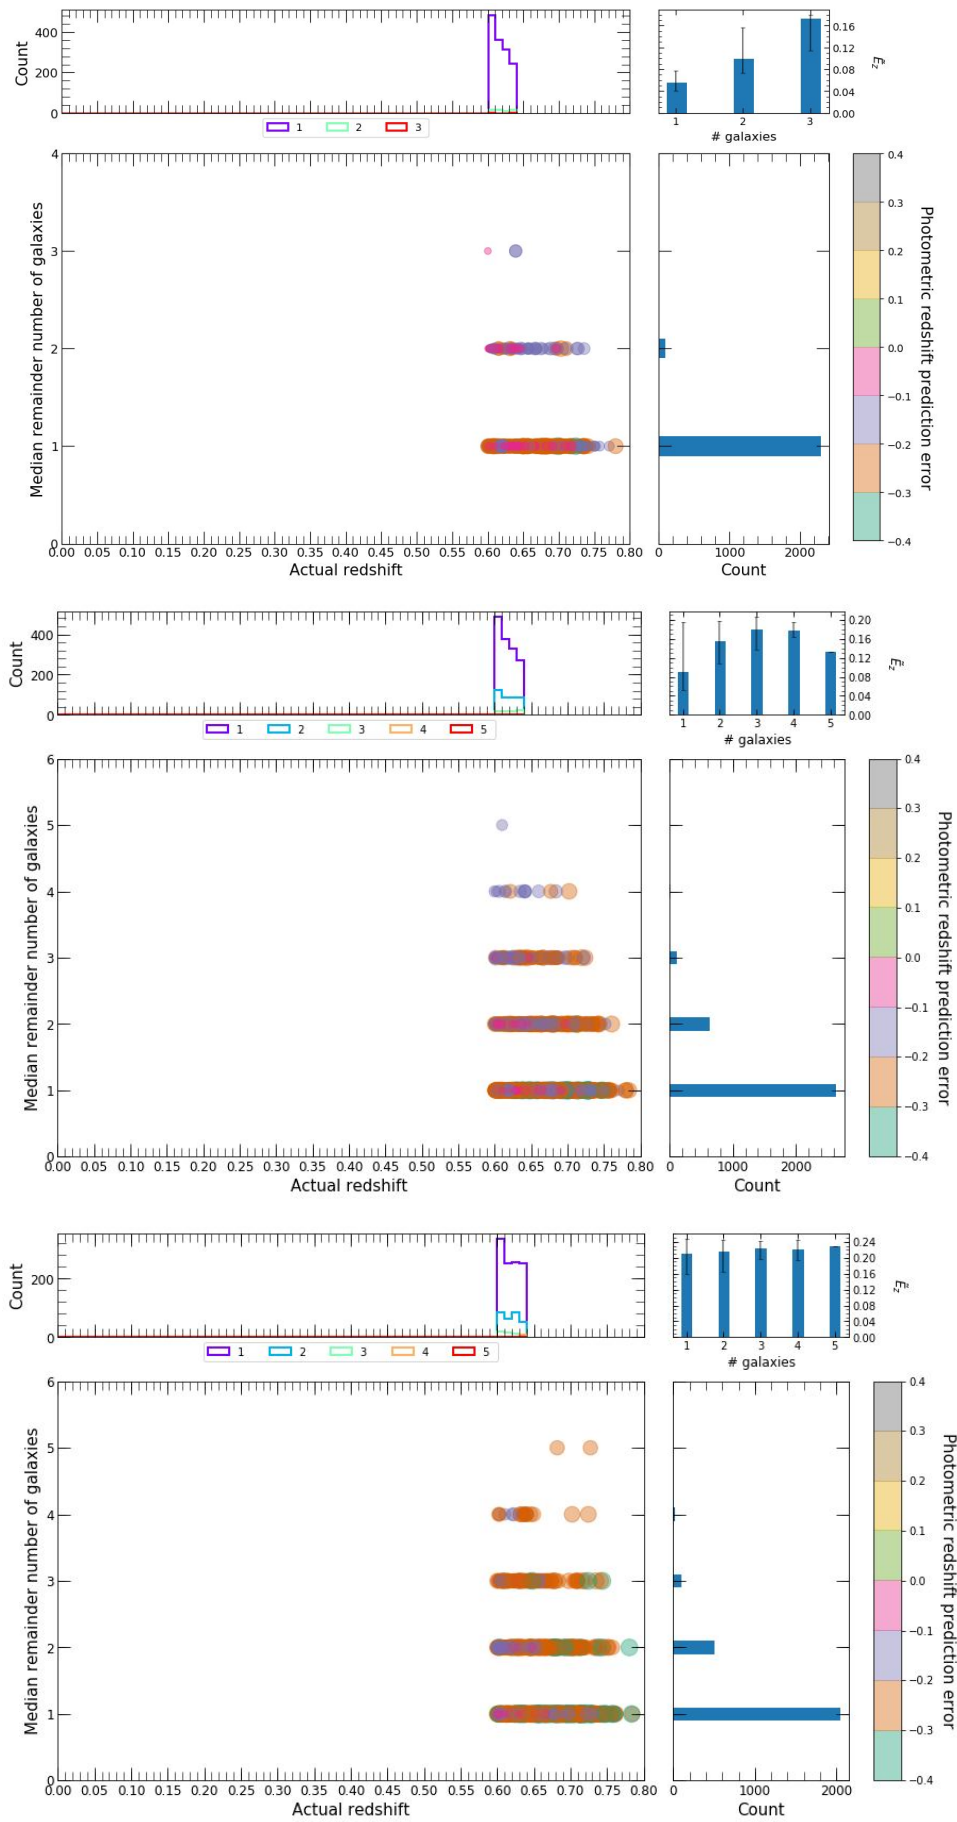 Count
400
200
0
1 2 3
0.16
0.12
0.08
0.04
0.00
Ēz
1 2 3
# galaxies
Median remainder number of galaxies
4
3
2
1
0
0.00 0.05 0.10 0.15 0.20 0.25 0.30 0.35 0.40 0.45 0.50 0.55 0.60 0.65 0.70 0.75 0.80
Actual redshift
0 1000 2000
Count
0.4
0.3
0.2
0.1
0.0
−0.1
−0.2
−0.3
−0.4
Photometric redshift prediction error
Count
400
200
0
1 2 3 4 5
0.20
0.16
0.12
0.08
0.04
0.00
Ēz
1 2 3 4 5
# galaxies
Median remainder number of galaxies
6
5
4
3
2
1
0
0.00 0.05 0.10 0.15 0.20 0.25 0.30 0.35 0.40 0.45 0.50 0.55 0.60 0.65 0.70 0.75 0.80
Actual redshift
0 1000 2000
Count
0.4
0.3
0.2
0.1
0.0
−0.1
−0.2
−0.3
−0.4
Photometric redshift prediction error
Count
200
0
1 2 3 4 5
0.24
0.20
0.16
0.12
0.08
0.04
0.00
Ēz
1 2 3 4 5
# galaxies
Median remainder number of galaxies
6
5
4
3
2
1
0
0.00 0.05 0.10 0.15 0.20 0.25 0.30 0.35 0.40 0.45 0.50 0.55 0.60 0.65 0.70 0.75 0.80
Actual redshift
0 1000 2000
Count
0.4
0.3
0.2
0.1
0.0
−0.1
−0.2
−0.3
−0.4
Photometric redshift prediction error